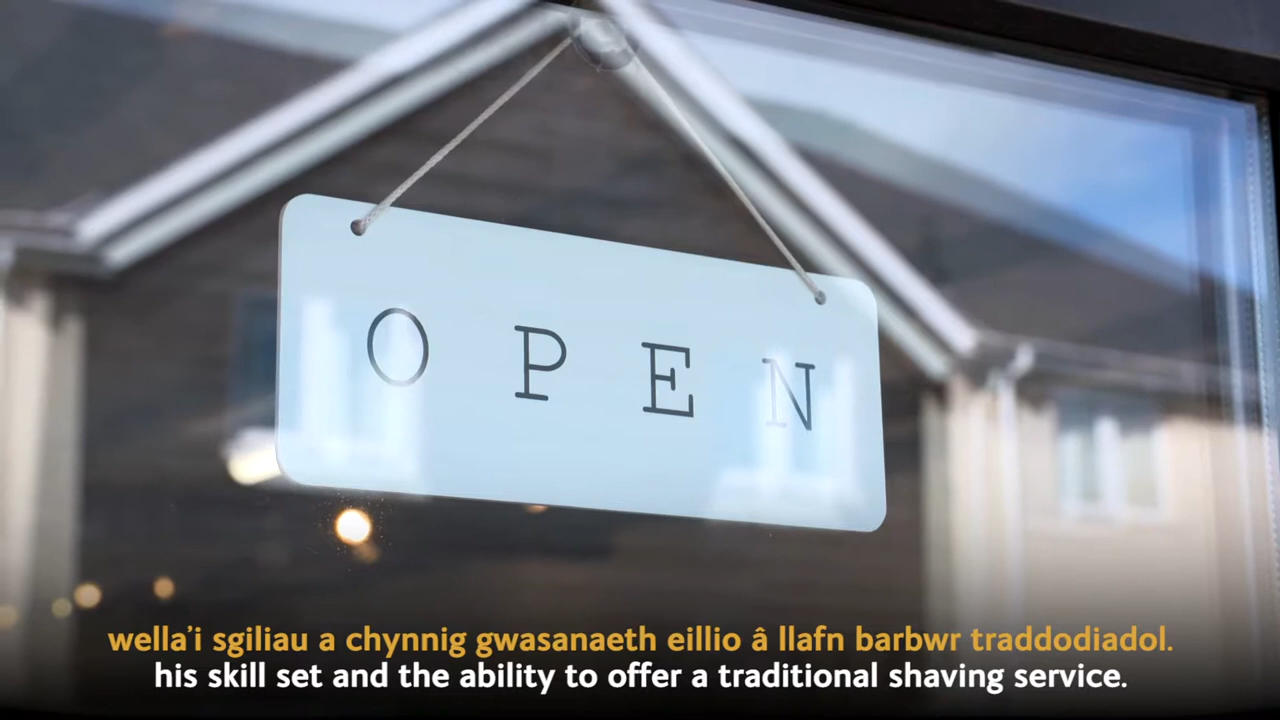 OPEN
wella'i sgiliau a chynnig gwasanaeth eillio â llafn barbwr traddodiadol.
his skill set and the ability to offer a traditional shaving service.